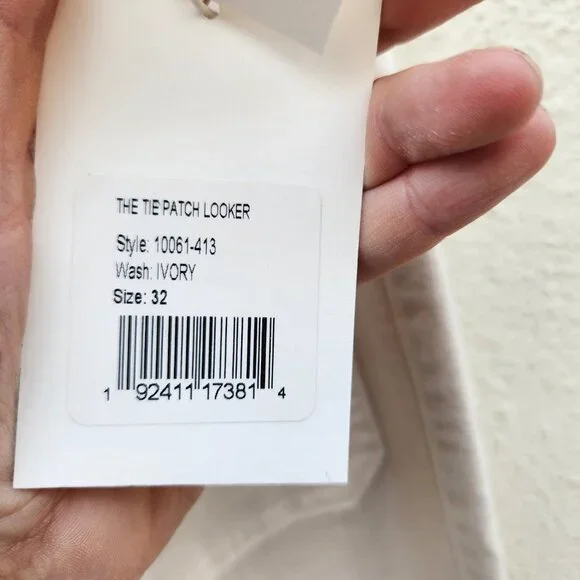 THE TIE PATCH LOOKER
Style: 10061-413
Wash: IVORY
Size: 32
1 92411 17381 4